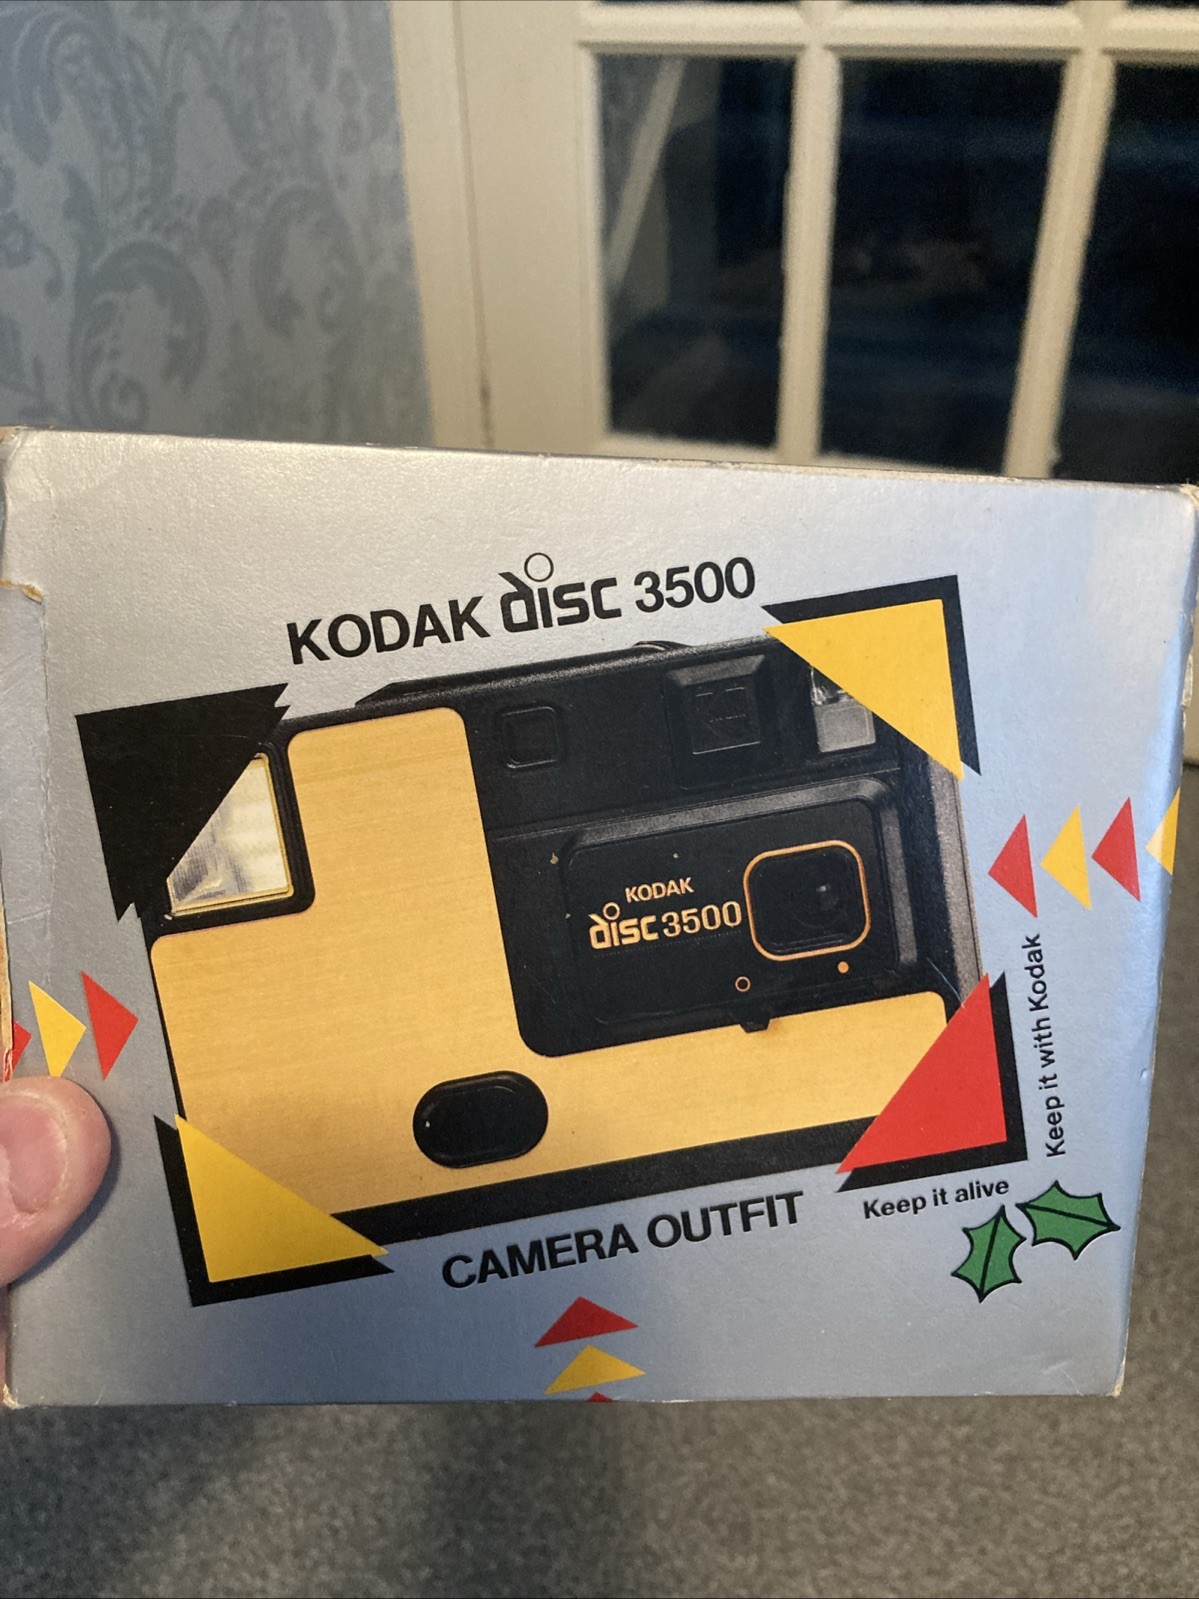 KODAK disc 3500
KODAK
disc 3500
Keep it with Kodak
Keep it alive
CAMERA OUTFIT